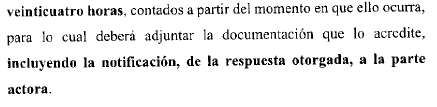 veinticuatro horas, contados a partir del momento en que ello ocurra,
para lo cual deberá adjuntar la documentación que lo acredite,
incluyendo la notificación, de la respuesta otorgada, a la parte
actora.